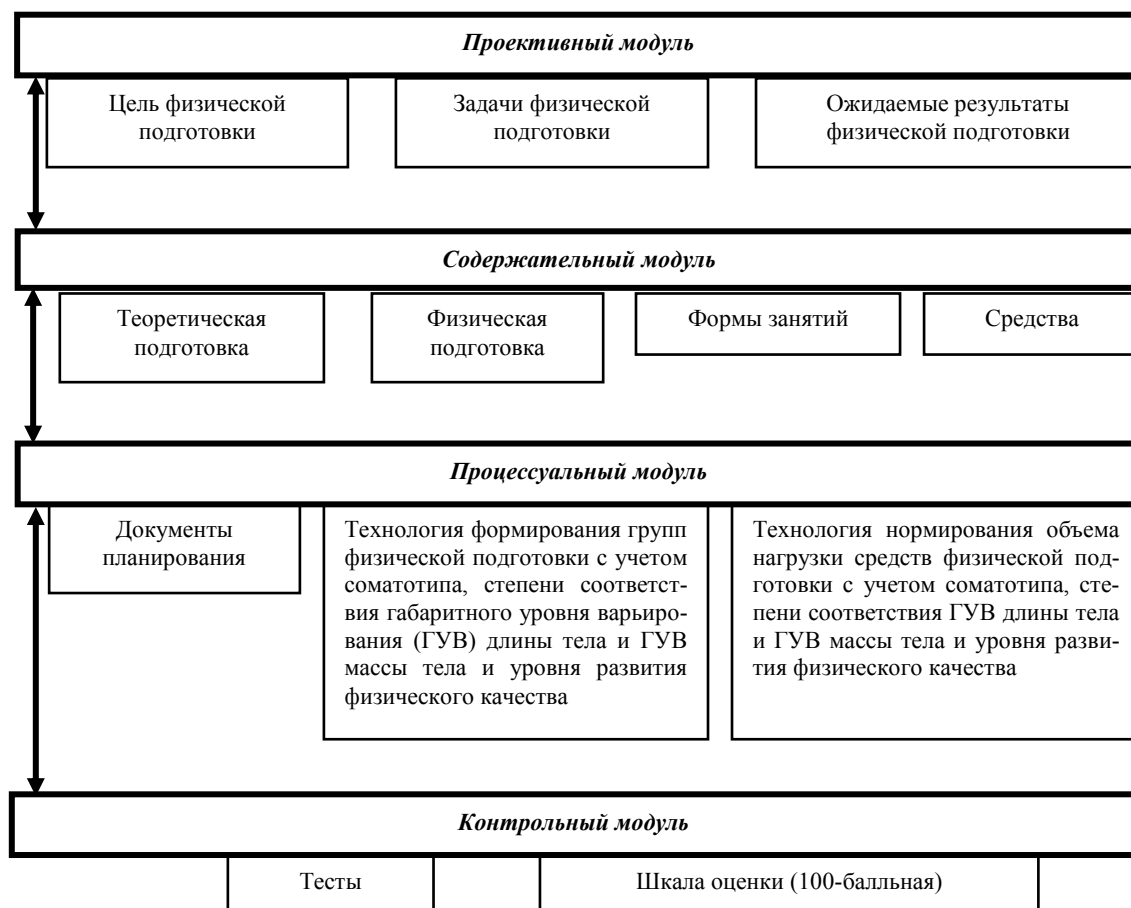 Проективный модуль
Цель физической
подготовки
Задачи физической
подготовки
Ожидаемые результаты
физической подготовки
Содержательный модуль
Теоретическая
подготовка
Физическая
подготовка
Формы занятий
Средства
Процессуальный модуль
Документы
планирования
Технология формирования групп
физической подготовки с учетом
соматотипа, степени соответст-
вия габаритного уровня варьиро-
вания (ГУВ) длины тела и ГУВ
массы тела и уровня развития
физического качества
Технология нормирования объема
нагрузки средств физической под-
готовки с учетом соматотипа, сте-
пени соответствия ГУВ длины тела
и ГУВ массы тела и уровня разви-
тия физического качества
Контрольный модуль
Тесты
Шкала оценки (100-балльная)